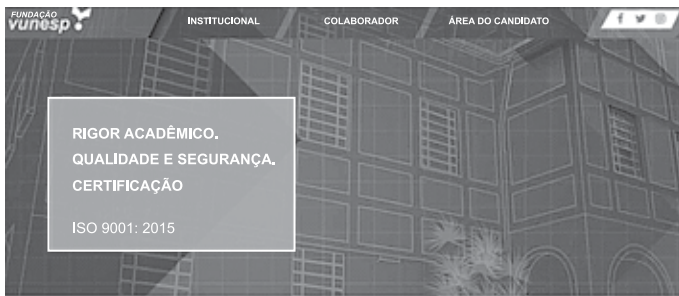 FUNDAÇÃO
vunesp
INSTITUCIONAL
COLABORADOR
ÁREA DO CANDIDATO
RIGOR ACADÊMICO.
QUALIDADE E SEGURANÇA.
CERTIFICAÇÃO
ISO 9001: 2015